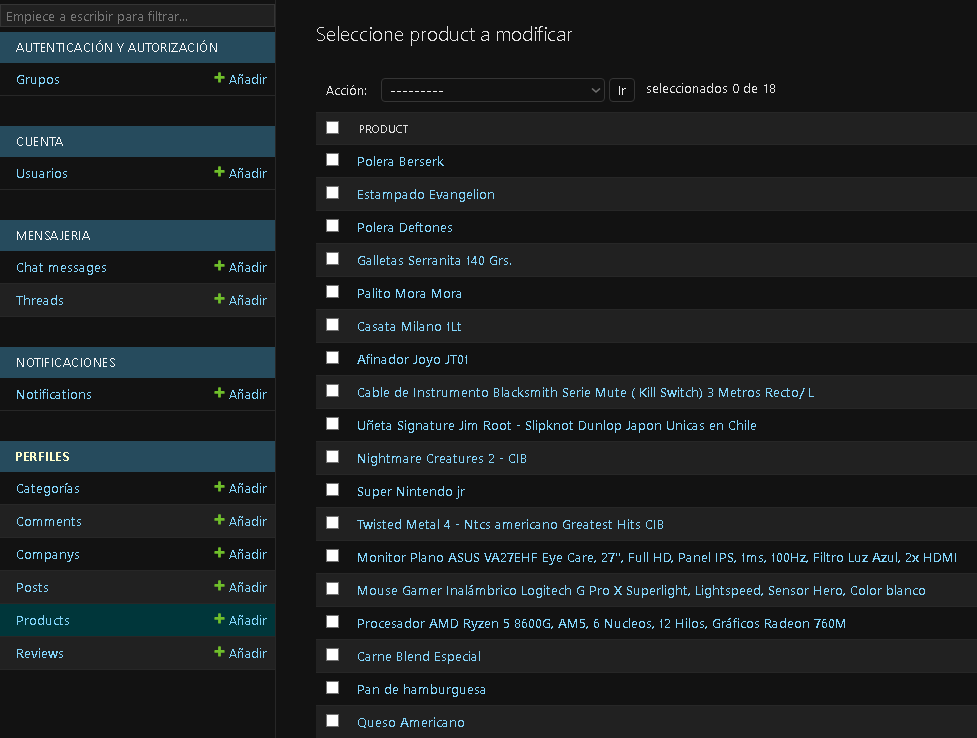 Empiece a escribir para filtrar...
AUTENTICACIÓN Y AUTORIZACIÓN
Grupos
Añadir
CUENTA
Usuarios
Añadir
MENSAJERIA
Chat messages
Añadir
Threads
Añadir
NOTIFICACIONES
Notifications
Añadir
PERFILES
Categorías
Añadir
Comments
Añadir
Companys
Añadir
Posts
Añadir
Products
Añadir
Reviews
Añadir
Seleccione product a modificar
Acción: --------- Ir seleccionados 0 de 18
PRODUCT
Polera Berserk
Estampado Evangelion
Polera Deftones
Galletas Serranita 140 Grs.
Palito Mora Mora
Casata Milano 1Lt
Afinador Joyo JT01
Cable de Instrumento Blacksmith Serie Mute ( Kill Switch) 3 Metros Recto/ L
Uñeta Signature Jim Root - Slipknot Dunlop Japon Unicas en Chile
Nightmare Creatures 2 - CIB
Super Nintendo jr
Twisted Metal 4 - Ntcs americano Greatest Hits CIB
Monitor Plano ASUS VA27EHF Eye Care, 27", Full HD, Panel IPS, 1ms, 100Hz, Filtro Luz Azul, 2x HDMI
Mouse Gamer Inalámbrico Logitech G Pro X Superlight, Lightspeed, Sensor Hero, Color blanco
Procesador AMD Ryzen 5 8600G, AM5, 6 Nucleos, 12 Hilos, Gráficos Radeon 760M
Carne Blend Especial
Pan de hamburguesa
Queso Americano